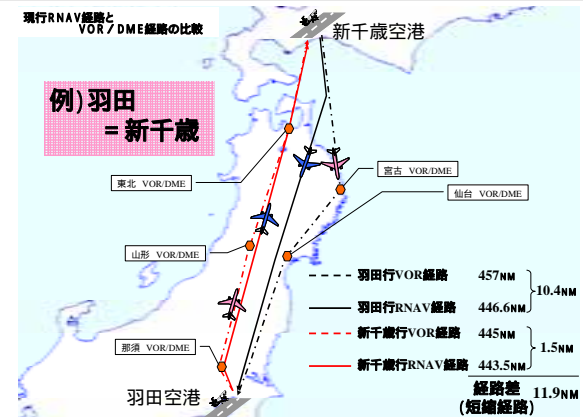 現行RNAV経路と
VOR/DME経路の比較
新千歳空港
例)羽田
=新千歳
東北 VOR/DME
宮古 VOR/DME
仙台 VOR/DME
山形 VOR/DME
那須 VOR/DME
羽田空港
羽田行VOR経路 457NM
羽田行RNAV経路 446.6NM
10.4NM
新千歳行VOR経路 445NM
新千歳行RNAV経路 443.5NM
1.5NM
経路差 11.9NM
(短縮経路)